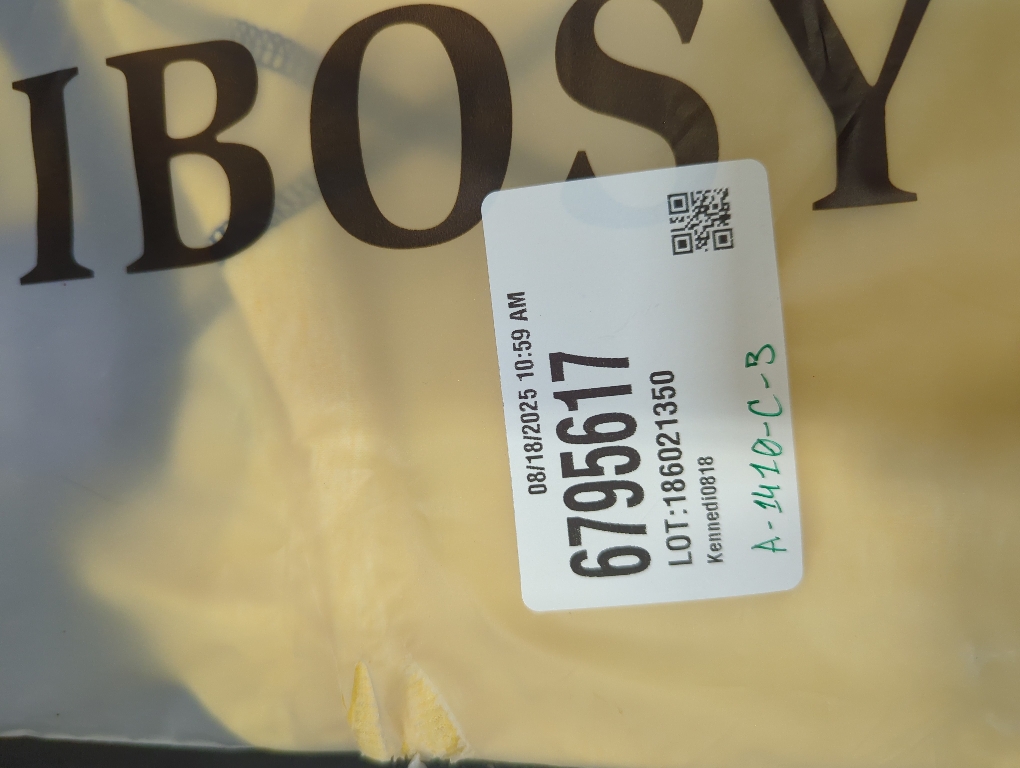 IBOSY
08/18/2025 10:59 AM
6795617
LOT:186021350
Kennedi0818
A-1410-C-3